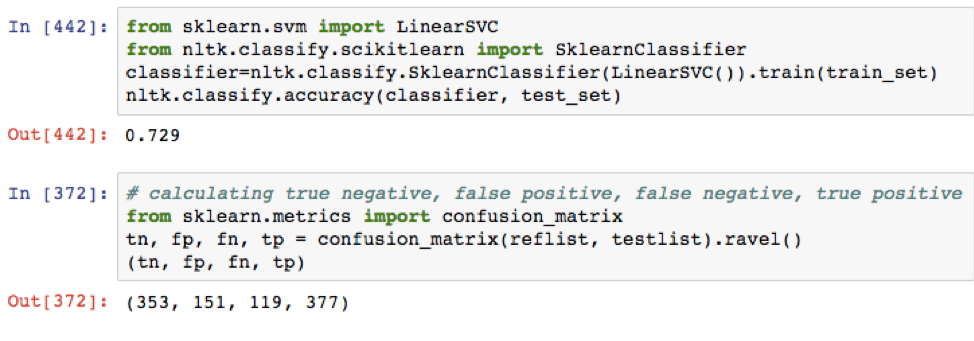 In [442]: from sklearn.svm import LinearSVC
from nltk.classify.scikitlearn import SklearnClassifier
classifier=nltk.classify.SklearnClassifier(LinearSVC()).train(train_set)
nltk.classify.accuracy(classifier, test_set)
Out[442]: 0.729
In [372]: # calculating true negative, false positive, false negative, true positive
from sklearn.metrics import confusion_matrix
tn, fp, fn, tp = confusion_matrix(reflist, testlist).ravel()
(tn, fp, fn, tp)
Out[372]: (353, 151, 119, 377)